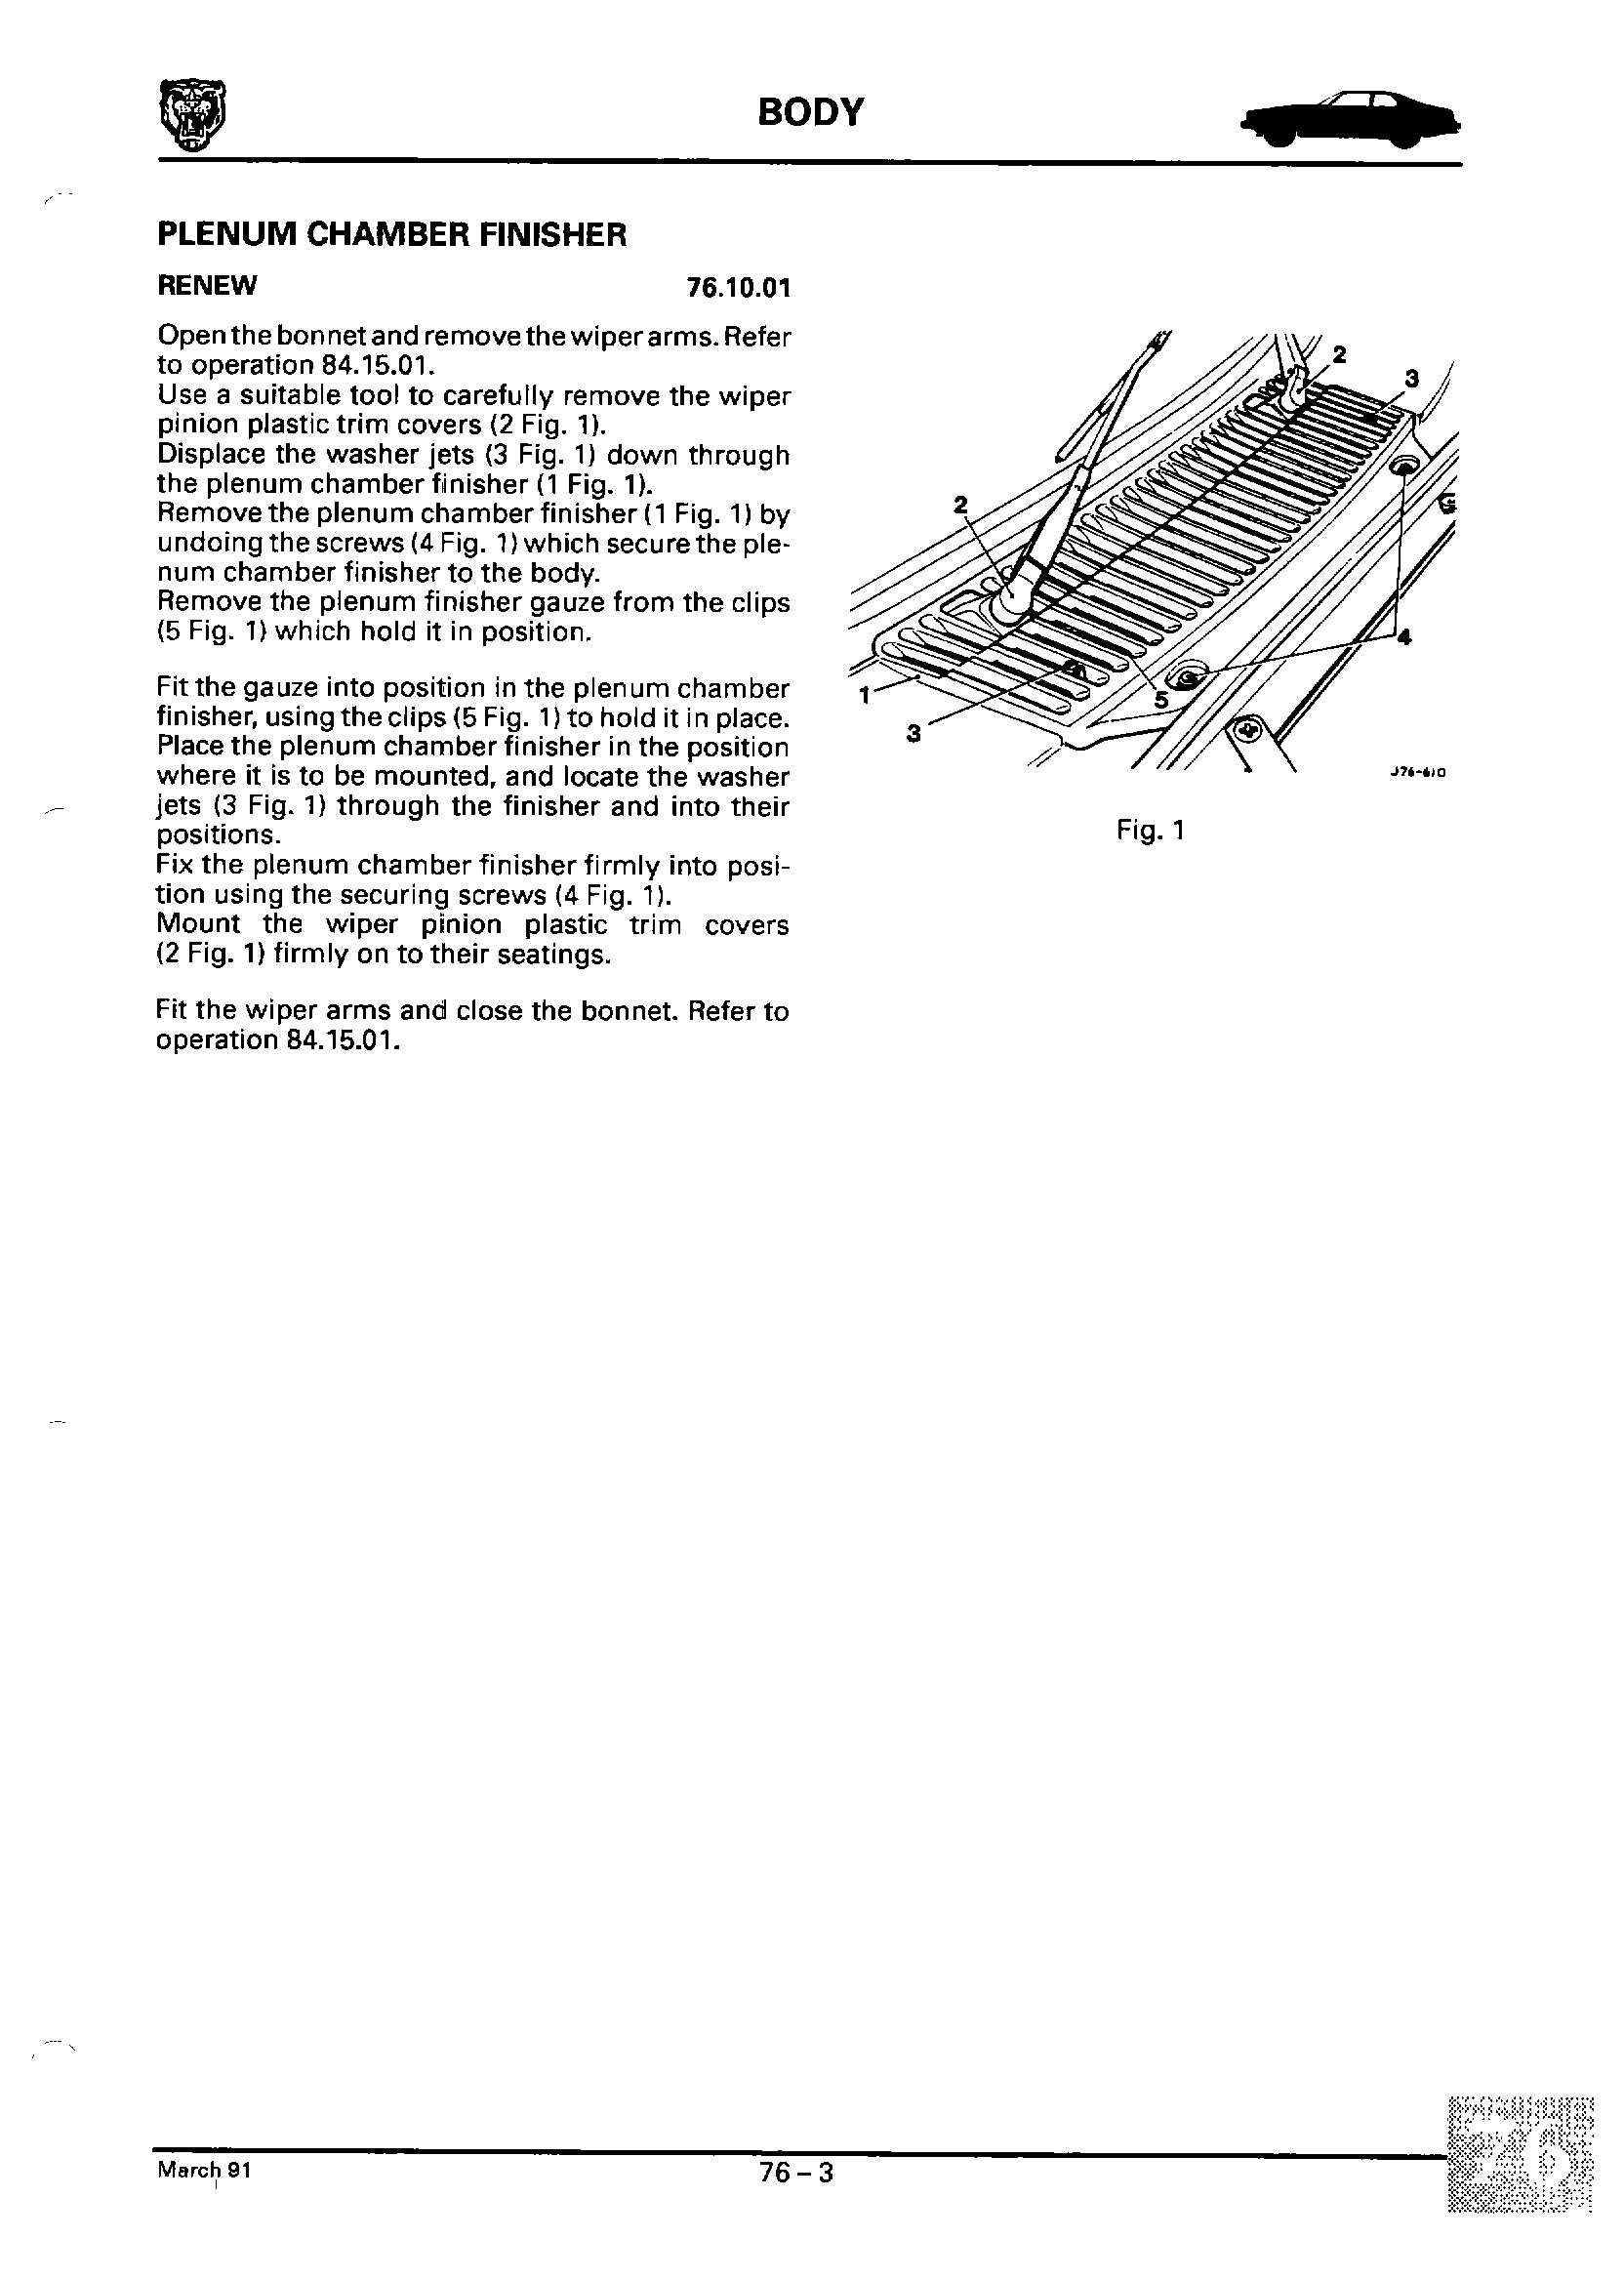 BODY
PLENUM CHAMBER FINISHER
RENEW 76.10.01
Open the bonnet and remove the wiper arms. Refer
to operation 84.15.01.
Use a suitable tool to carefully remove the wiper
pinion plastic trim covers (2 Fig. 1).
Displace the washer jets (3 Fig. 1) down through
the plenum chamber finisher (1 Fig. 1).
Remove the plenum chamber finisher (1 Fig. 1) by
undoing the screws (4 Fig. 1) which secure the ple-
num chamber finisher to the body.
Remove the plenum finisher gauze from the clips
(5 Fig. 1) which hold it in position.
Fit the gauze into position in the plenum chamber
finisher, using the clips (5 Fig. 1) to hold it in place.
Place the plenum chamber finisher in the position
where it is to be mounted, and locate the washer
jets (3 Fig. 1) through the finisher and into their
positions.
Fix the plenum chamber finisher firmly into posi-
tion using the securing screws (4 Fig. 1).
Mount the wiper pinion plastic trim covers
(2 Fig. 1) firmly on to their seatings.
Fit the wiper arms and close the bonnet. Refer to
operation 84.15.01.
2
3
2
4
1
5
3
J76-610
Fig. 1
March 91
76 – 3
76